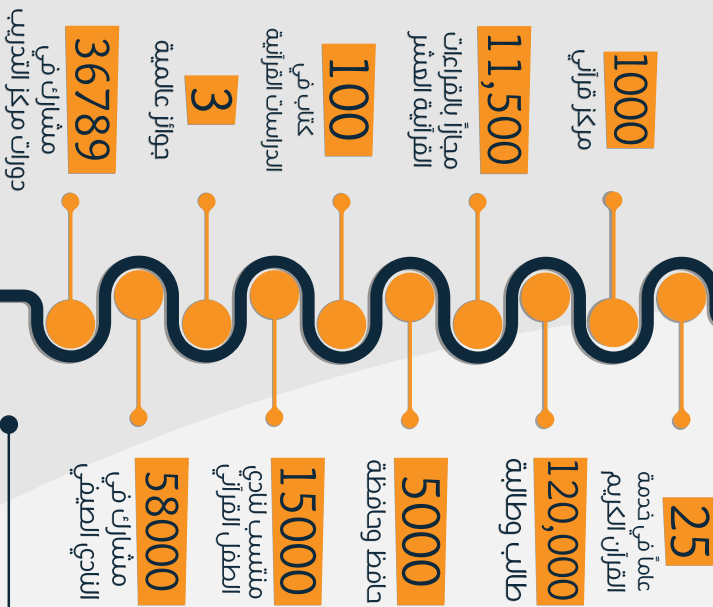 25
عاماً في خدمة
القرآن الكريم
1000
مركز قرآني
120,000
طالب وطالبة
11,500
مجازاً بالقراءات
القرآنية العشر
5000
حافظ وحافظة
100
كتاب في
الدراسات القرآنية
15000
منتسب لنادي
الطفل القرآني
3
جوائز عالمية
58000
مشارك في
النادي الصيفي
36789
مشارك في
دورات مركز التدريب